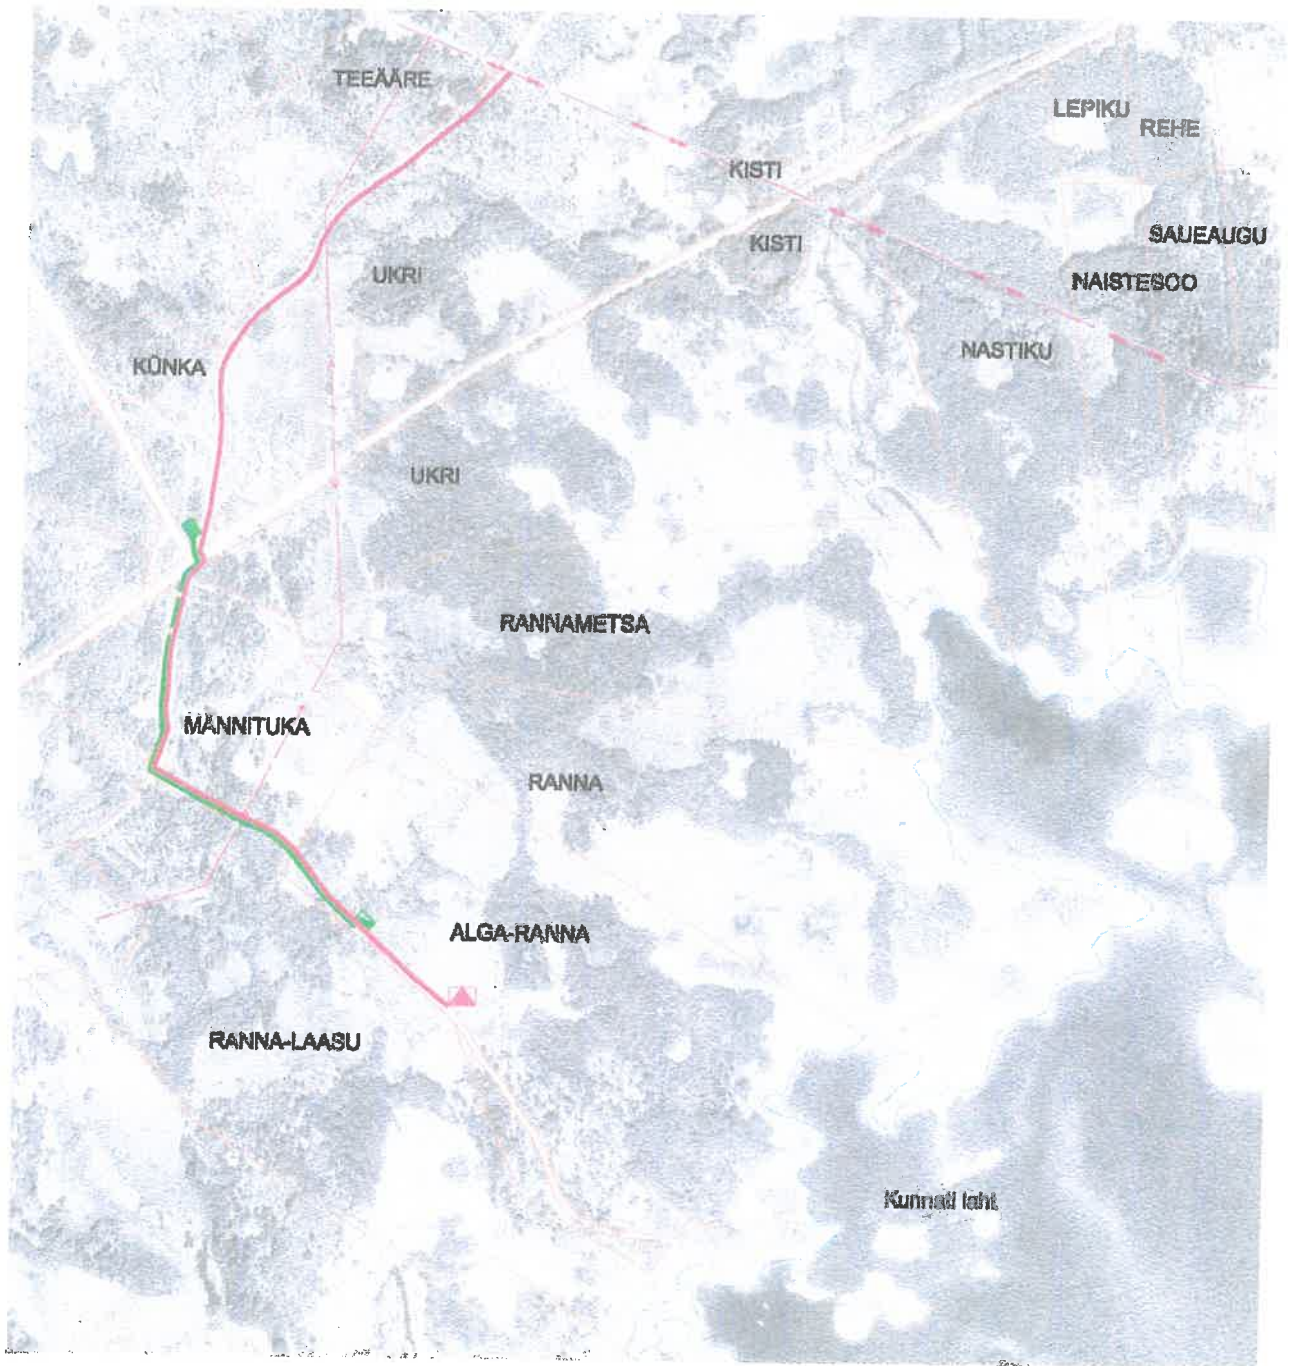 TEEÄÄRE
LEPIKU
REHE
KISTI
KISTI
SAUEAUGU
UKRI
NAISTESOO
NASTIKU
KÜNKA
UKRI
RANNAMETSA
MÄNNITUKA
RANNA
ALGA-RANNA
RANNA-LAASU
Kunnati laht